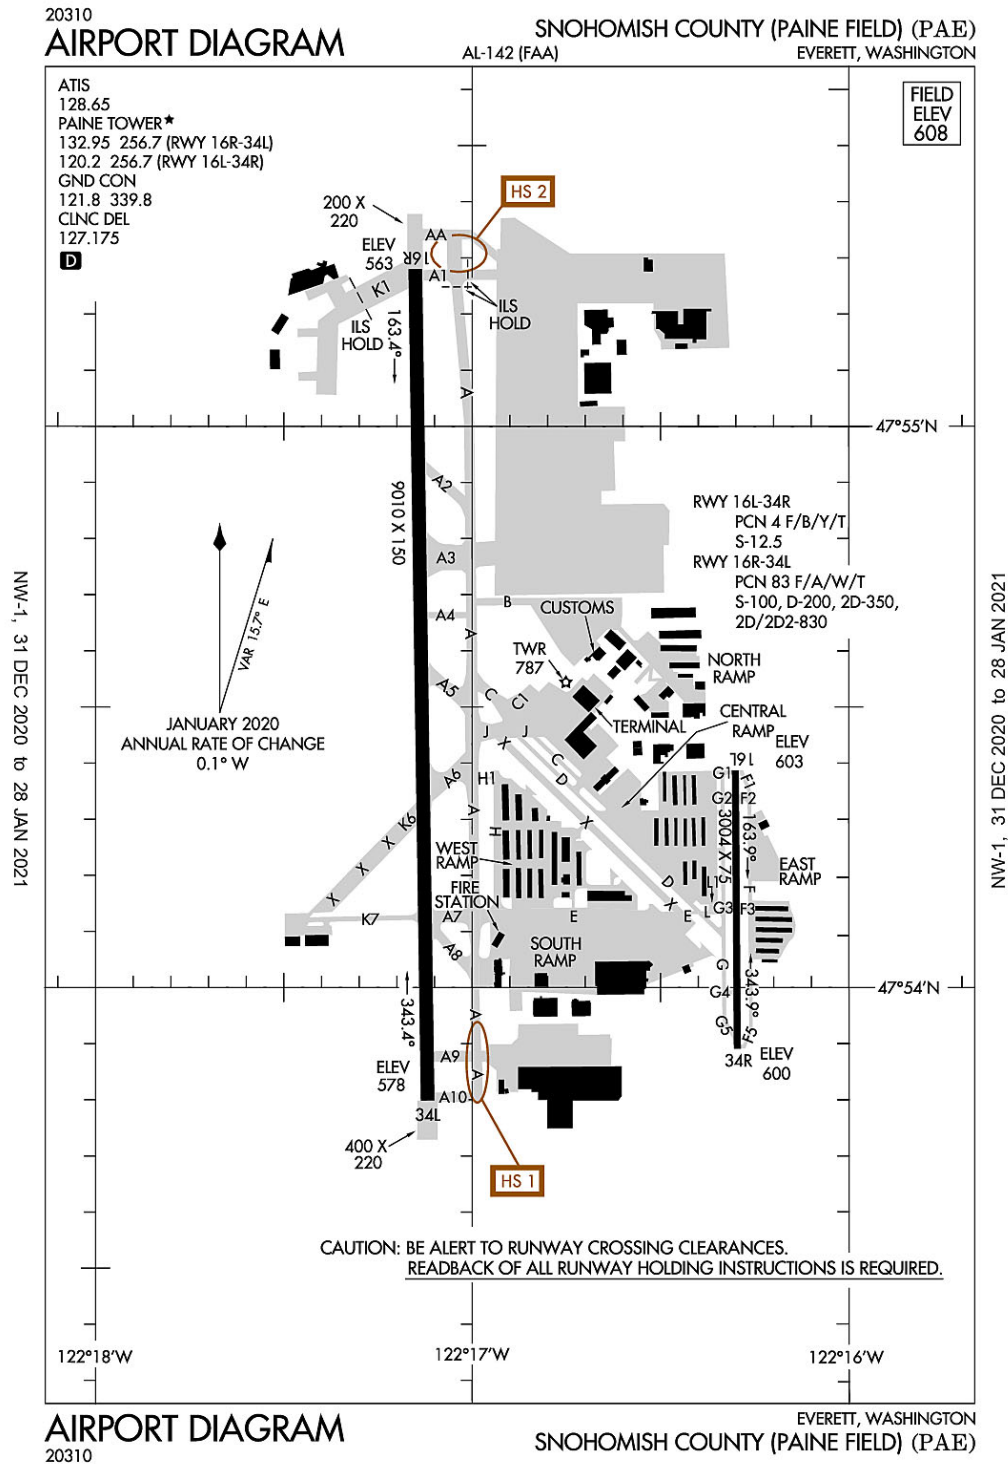 20310
AIRPORT DIAGRAM
SNOHOMISH COUNTY (PAINE FIELD) (PAE)
AL-142 (FAA)
EVERETT, WASHINGTON
ATIS
128.65
PAINE TOWER★
132.95 256.7 (RWY 16R-34L)
120.2 256.7 (RWY 16L-34R)
GND CON
121.8 339.8
CLNC DEL
127.175
D
FIELD
ELEV
608
HS 2
200 X
220
AA
ELEV
563
16R
A1
K1
ILS
HOLD
ILS
HOLD
163.4°
A
47°55'N
A2
9010 X 150
RWY 16L-34R
PCN 4 F/B/Y/T
S-12.5
RWY 16R-34L
PCN 83 F/A/W/T
S-100, D-200, 2D-350,
2D/2D2-830
A3
VAR 15.7° E
B
CUSTOMS
A4
A
TWR
787
NORTH
RAMP
A5
C
C1
JANUARY 2020
ANNUAL RATE OF CHANGE
0.1° W
J
J
X
TERMINAL
CENTRAL
RAMP
ELEV
603
16L
C
D
A6
H1
G1
F1
G2
F2
A
X
K6
X
X
X
H
3004 X 75
163.9°
WEST
RAMP
EAST
RAMP
FIRE
STATION
D
X
L1
F
L
G3
F3
K7
A7
E
E
A8
SOUTH
RAMP
G
G4
343.9°
47°54'N
343.4°
A
G5
F5
A9
34R
ELEV
600
ELEV
578
A
A10
34L
400 X
220
HS 1
CAUTION: BE ALERT TO RUNWAY CROSSING CLEARANCES.
READBACK OF ALL RUNWAY HOLDING INSTRUCTIONS IS REQUIRED.
122°18'W
122°17'W
122°16'W
NW-1, 31 DEC 2020 to 28 JAN 2021
NW-1, 31 DEC 2020 to 28 JAN 2021
AIRPORT DIAGRAM
20310
EVERETT, WASHINGTON
SNOHOMISH COUNTY (PAINE FIELD) (PAE)